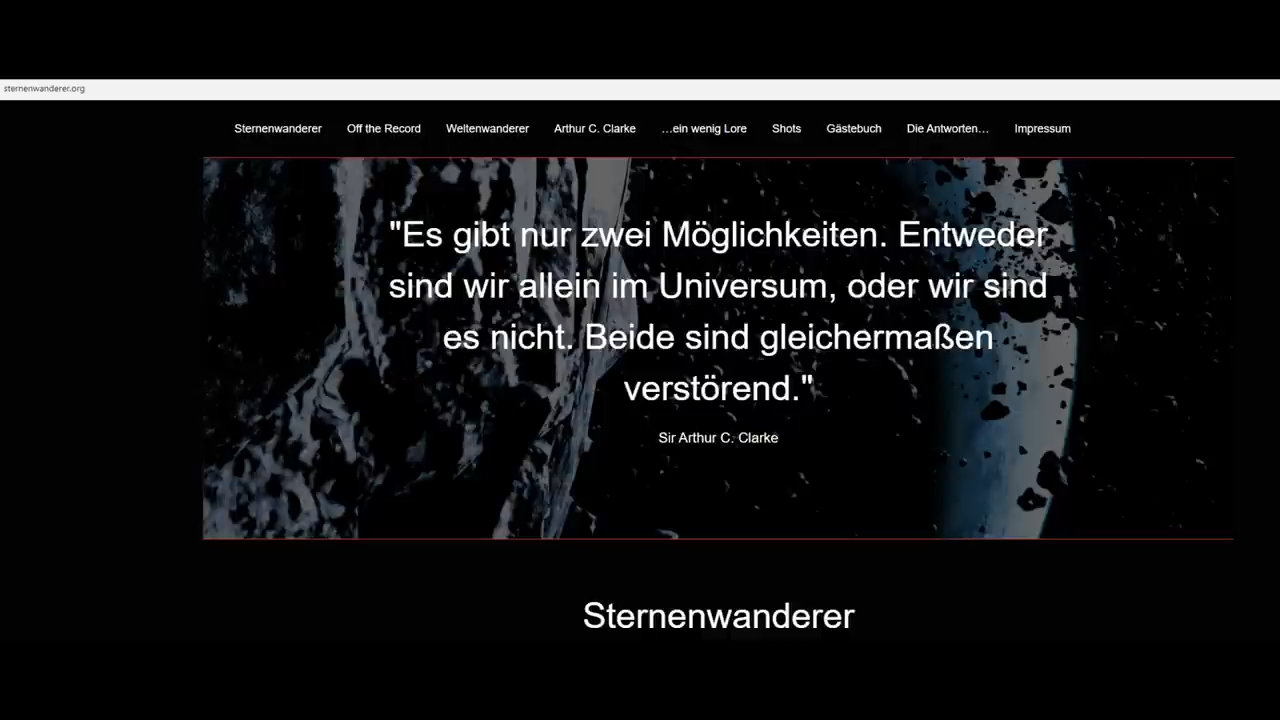 sternenwanderer.org
Sternenwanderer Off the Record Weltenwanderer Arthur C. Clarke ...ein wenig Lore Shots Gästebuch Die Antworten... Impressum
"Es gibt nur zwei Möglichkeiten. Entweder
sind wir allein im Universum, oder wir sind
es nicht. Beide sind gleichermaßen
verstörend."
Sir Arthur C. Clarke
Sternenwanderer